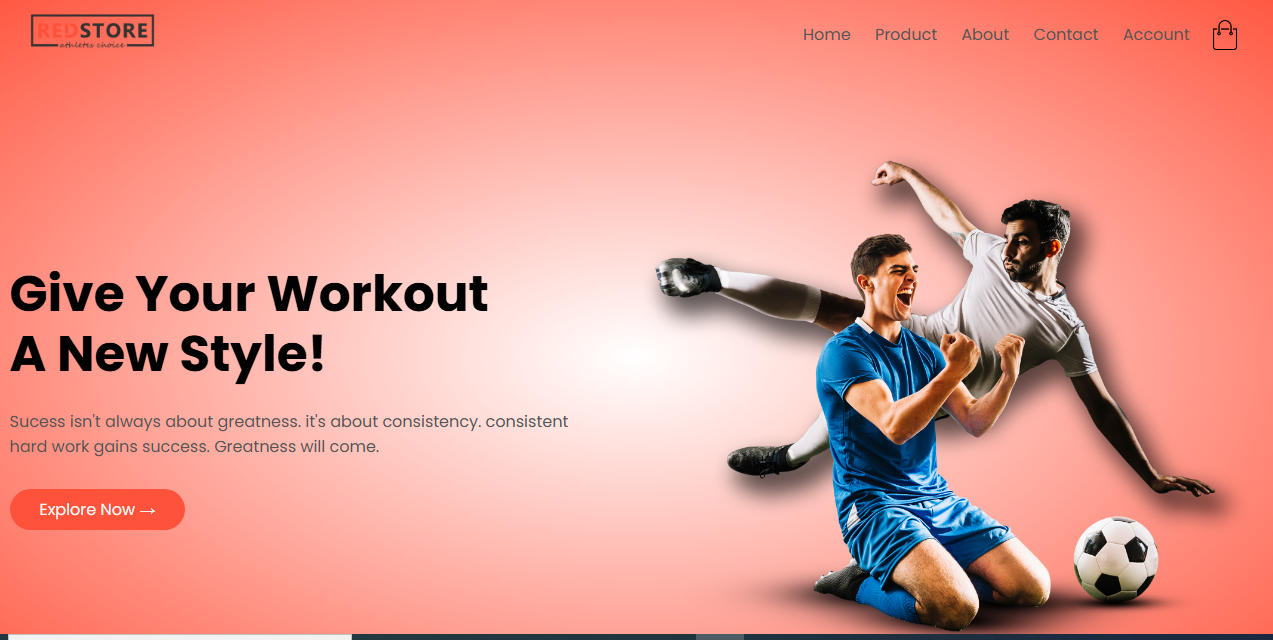 REDSTORE
athletes choice
Home Product About Contact Account
Give Your Workout
A New Style!
Sucess isn't always about greatness. it's about consistency. consistent
hard work gains success. Greatness will come.
Explore Now →